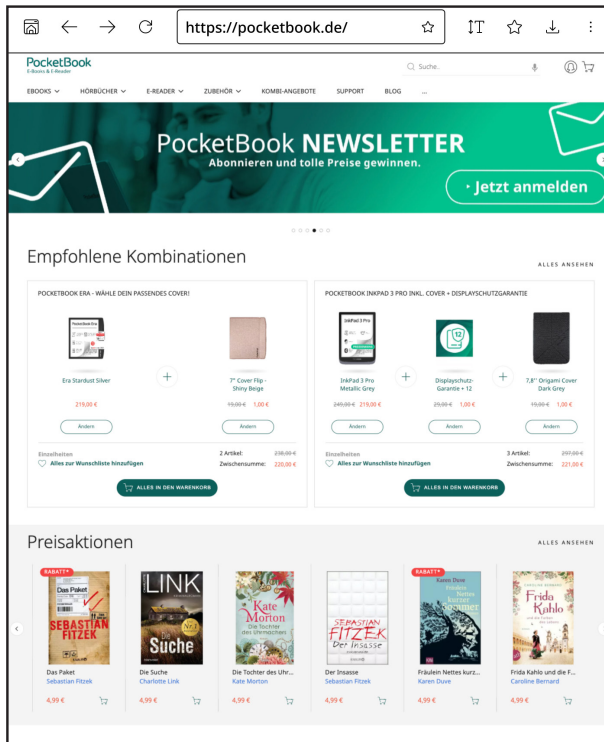 https://pocketbook.de/
PocketBook
E-Books & E-Reader
Suche..
EBOOKS HÖRBÜCHER E-READER ZUBEHÖR KOMBI-ANGEBOTE SUPPORT BLOG ...
PocketBook NEWSLETTER
Abonnieren und tolle Preise gewinnen.
Jetzt anmelden
Empfohlene Kombinationen
ALLES ANSEHEN
POCKETBOOK ERA - WÄHLE DEIN PASSENDES COVER!
Era Stardust Silver
219,00 €
Ändern
+
7" Cover Flip -
Shiny Beige
19,00 € 1,00 €
Ändern
Einzelheiten
Alles zur Wunschliste hinzufügen
2 Artikel: 238,00 €
Zwischensumme: 220,00 €
ALLES IN DEN WARENKORB
POCKETBOOK INKPAD 3 PRO INKL. COVER + DISPLAYSCHUTZGARANTIE
InkPad 3 Pro
Metallic Grey
249,00 € 219,00 €
Ändern
+
12
Displayschutz-
Garantie + 12
29,00 € 1,00 €
Ändern
+
7,8'' Origami Cover
Dark Grey
19,00 € 1,00 €
Ändern
Einzelheiten
Alles zur Wunschliste hinzufügen
3 Artikel: 297,00 €
Zwischensumme: 221,00 €
ALLES IN DEN WARENKORB
Preisaktionen
ALLES ANSEHEN
RABATT*
Das Paket
SEBASTIAN
FITZEK
Das Paket
Sebastian Fitzek
4,99 €
LINK
Die
Suche
Die Suche
Charlotte Link
4,99 €
Kate
Morton
Die Tochter
des Uhrmachers
Die Tochter des Uhr...
Kate Morton
4,99 €
SEBASTIAN
FITZEK
Der Insasse
Der Insasse
Sebastian Fitzek
4,99 €
RABATT*
Karen Duve
Fräulein
Nettes
kurzer
Sommer
Fräulein Nettes kurz...
Karen Duve
4,99 €
CAROLINE BERNARD
Frida
Kahlo
Frida Kahlo und die F...
Caroline Bernard
4,99 €